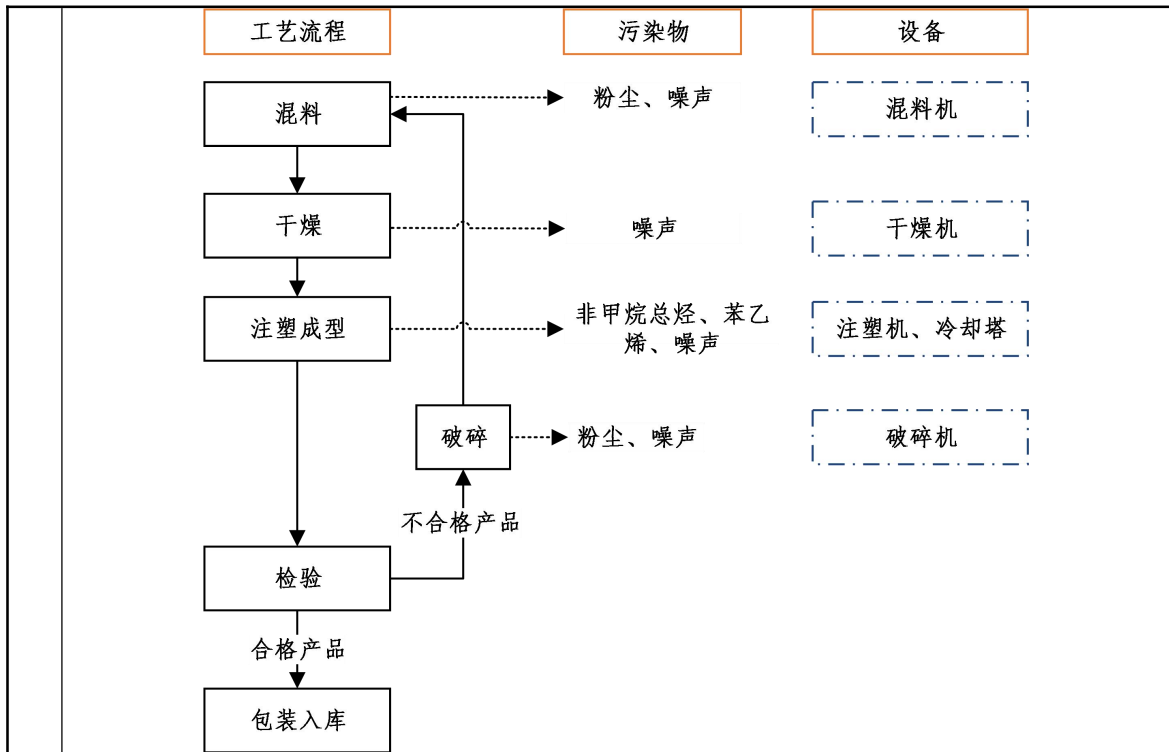 工艺流程
污染物
设备
混料
粉尘、噪声
混料机
干燥
噪声
干燥机
注塑成型
非甲烷总烃、苯乙
烯、噪声
注塑机、冷却塔
破碎
粉尘、噪声
破碎机
不合格产品
检验
合格产品
包装入库